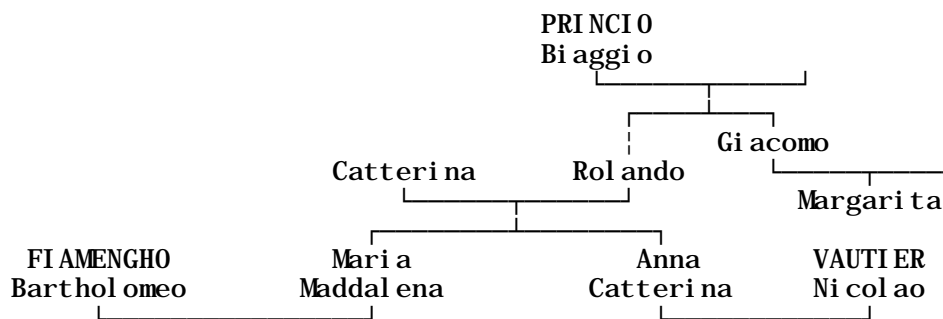 PRINCIO
Biaggio
Giacomo
Catterina Rolando
Margarita
FIAMENGHO Maria Anna VAUTIER
Bartholomeo Maddalena Catterina Nicolao